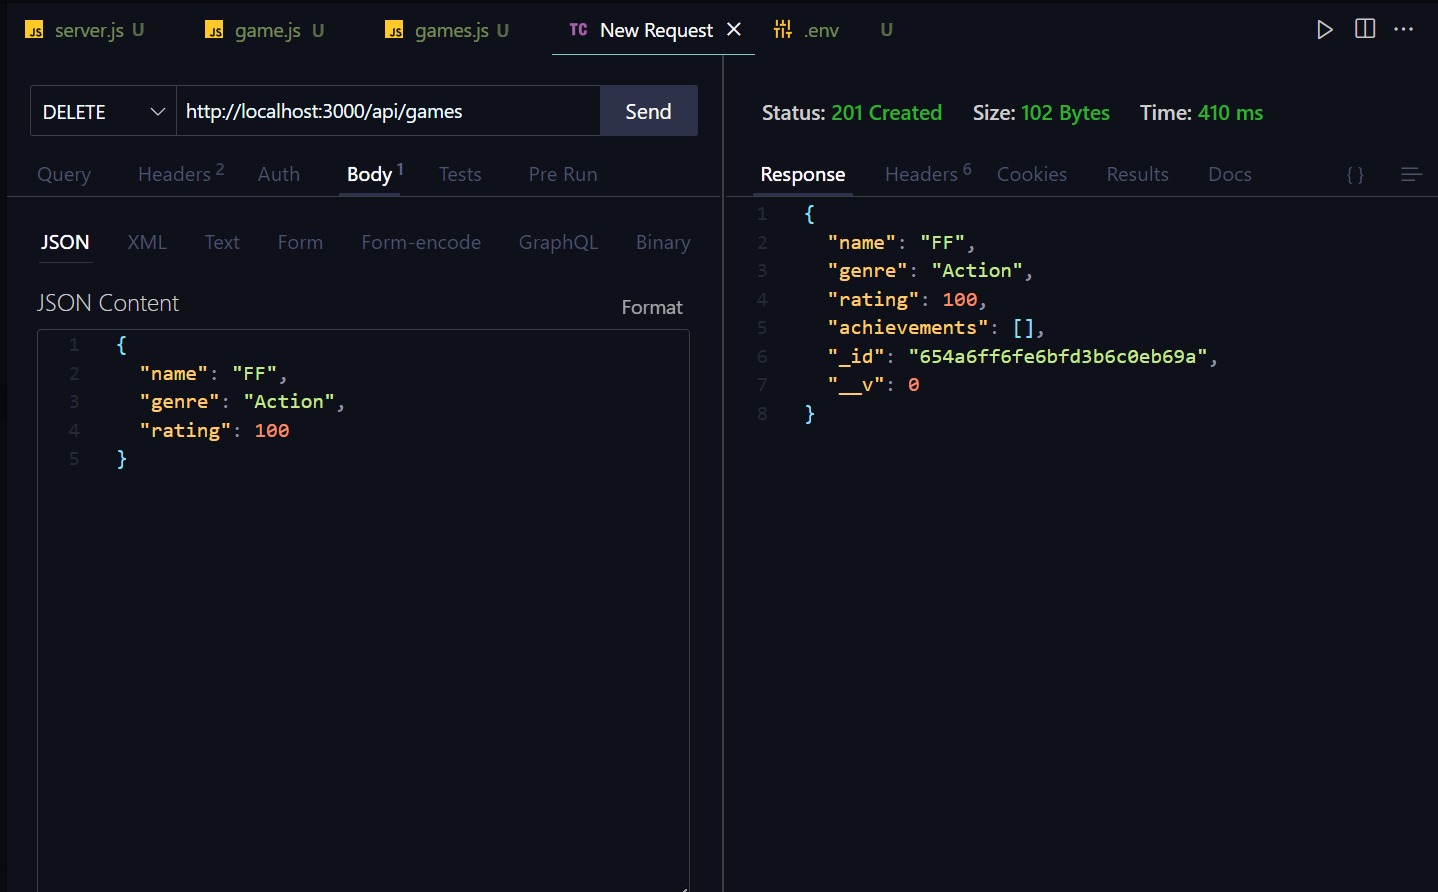 JS server.js U JS game.js U JS games.js U TC New Request .env U
DELETE http://localhost:3000/api/games Send
Query Headers 2 Auth Body 1 Tests Pre Run
JSON XML Text Form Form-encode GraphQL Binary
JSON Content Format
1 {
2 "name": "FF",
3 "genre": "Action",
4 "rating": 100
5 }
Status: 201 Created Size: 102 Bytes Time: 410 ms
Response Headers 6 Cookies Results Docs { }
1 {
2 "name": "FF",
3 "genre": "Action",
4 "rating": 100,
5 "achievements": [],
6 "_id": "654a6ff6fe6bfd3b6c0eb69a",
7 "__v": 0
8 }